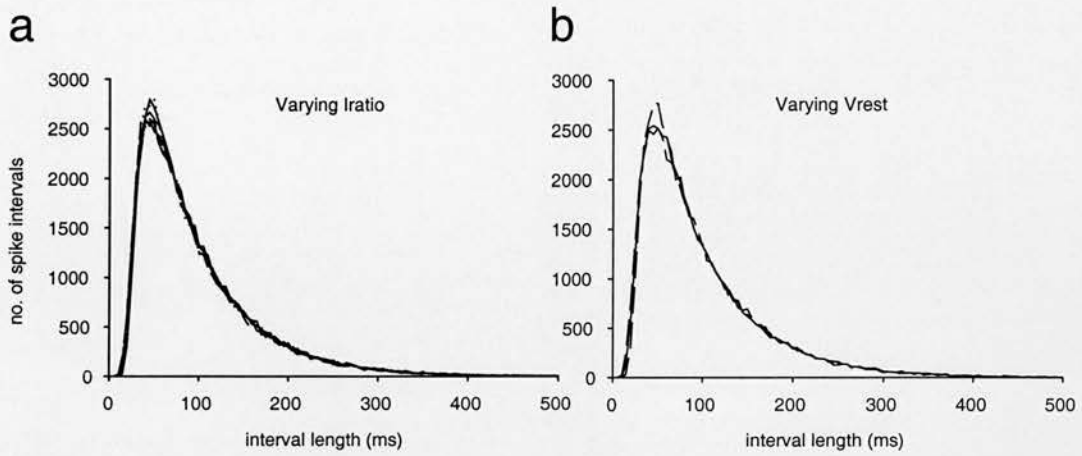 a
Varying Iratio
no. of spike intervals
3000
2500
2000
1500
1000
500
0
0 100 200 300 400 500
interval length (ms)
b
Varying Vrest
3000
2500
2000
1500
1000
500
0
0 100 200 300 400 500
interval length (ms)